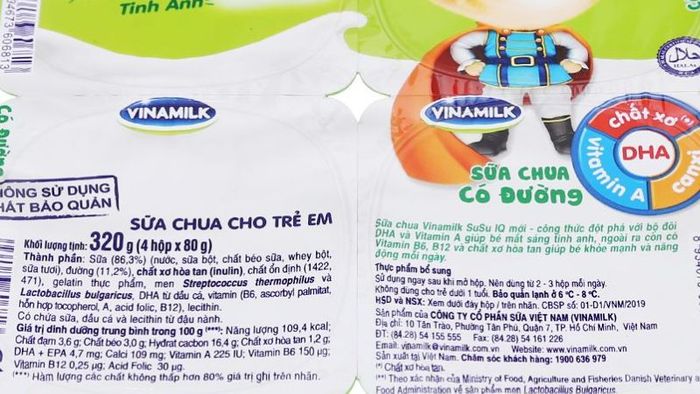 Tinh Anh
24673 606813
HALAL
Có Đường
VINAMILK
KHÔNG SỬ DỤNG
CHẤT BẢO QUẢN
SỮA CHUA CHO TRẺ EM
Khối lượng tịnh: 320 g (4 hộp x 80 g)
Thành phần: Sữa (86,3%) (nước, sữa bột, chất béo sữa, whey bột,
sữa tươi), đường (11,2%), chất xơ hòa tan (inulin), chất ổn định (1422,
471), gelatin thực phẩm, men Streptococcus thermophilus và
Lactobacillus bulgaricus, DHA từ dầu cá, vitamin (B6, ascorbyl palmitat,
hỗn hợp tocopherol, A, acid folic, B12), lecithin.
Có chứa sữa, dầu cá và lecithin từ đậu nành.
Giá trị dinh dưỡng trung bình trong 100 g (***): Năng lượng 109,4 kcal;
Chất đạm 3,6 g; Chất béo 3,0 g; Hydrat cacbon 16,4 g; Chất xơ hòa tan 1,2 g;
DHA + EPA 4,7 mg; Calci 109 mg; Vitamin A 225 IU; Vitamin B6 150 µg;
Vitamin B12 0,25 µg; Acid Folic 30 µg.
(***) Hàm lượng các chất không thấp hơn 80% giá trị ghi trên nhãn.
VINAMILK
SỮA CHUA
CÓ ĐƯỜNG
chất xơ (*)
canxi
vitamin A
DHA
Sữa chua Vinamilk SuSu IQ mới - công thức đột phá với bộ đôi
DHA và Vitamin A giúp bé mắt sáng tinh anh, ngoài ra còn có
Vitamin B6, B12 và chất xơ hòa tan giúp bé khỏe mạnh và năng
động mỗi ngày.
Thực phẩm bổ sung
Sử dụng ngay sau khi mở hộp. Nên dùng từ 2 - 3 hộp mỗi ngày.
Không dùng cho trẻ dưới 1 tuổi. Bảo quản lạnh ở 6 °C - 8 °C.
HSD và NSX: Xem dưới đáy hộp / trên nhãn. CBSP số: 01-D1/VNM/2019
Sản phẩm của CÔNG TY CỔ PHẦN SỮA VIỆT NAM (VINAMILK)
Địa chỉ: 10 Tân Trào, Phường Tân Phú, Quận 7, TP. Hồ Chí Minh, Việt Nam
ĐT: (84.28) 54 155 555 Fax: (84.28) 54 161 226
Email: vinamilk@vinamilk.com.vn Website: www.vinamilk.com.vn
Sản xuất tại Việt Nam. Chăm sóc khách hàng: 1900 636 979
(*) Chất xơ hòa tan.
(**) Theo xác nhận của Ministry of Food, Agriculture and Fisheries Danish Veterinary a
Food Administration về sản phẩm men Lactobacillus Bulgaricus.